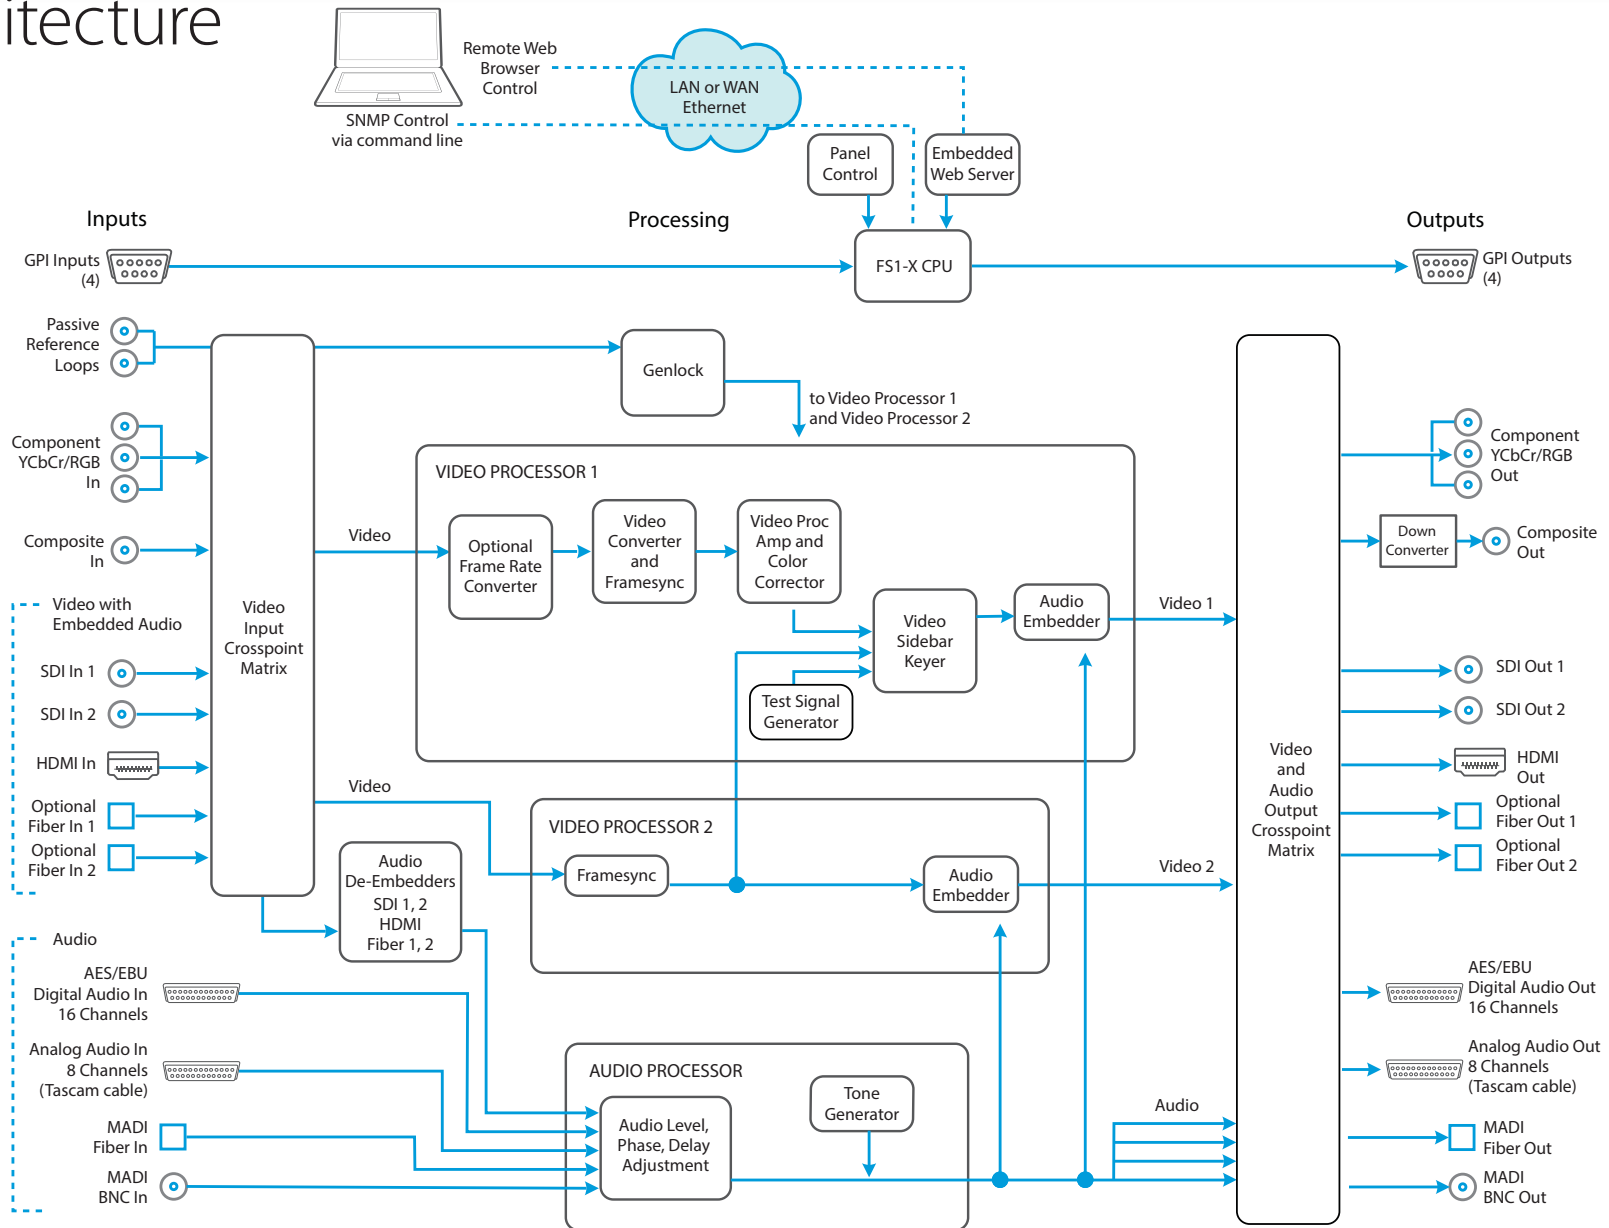 itecture
Remote Web
Browser
Control
LAN or WAN
Ethernet
SNMP Control
via command line
Panel
Control
Embedded
Web Server
Inputs
Processing
Outputs
GPI Inputs
(4)
FS1-X CPU
GPI Outputs
(4)
Passive
Reference
Loops
Genlock
to Video Processor 1
and Video Processor 2
Component
YCbCr/RGB
In
Component
YCbCr/RGB
Out
VIDEO PROCESSOR 1
Composite
In
Video
Optional
Frame Rate
Converter
Video
Converter
and
Framesync
Video Proc
Amp and
Color
Corrector
Down
Converter
Composite
Out
Video with
Embedded Audio
Video
Input
Crosspoint
Matrix
Video
Sidebar
Keyer
Audio
Embedder
Video 1
SDI In 1
SDI In 2
Test Signal
Generator
SDI Out 1
SDI Out 2
HDMI In
Video
Video
and
Audio
Output
Crosspoint
Matrix
HDMI
Out
Optional
Fiber In 1
Optional
Fiber In 2
Optional
Fiber Out 1
Optional
Fiber Out 2
VIDEO PROCESSOR 2
Audio
De-Embedders
SDI 1, 2
HDMI
Fiber 1, 2
Framesync
Audio
Embedder
Video 2
Audio
AES/EBU
Digital Audio In
16 Channels
AES/EBU
Digital Audio Out
16 Channels
Analog Audio In
8 Channels
(Tascam cable)
Analog Audio Out
8 Channels
(Tascam cable)
AUDIO PROCESSOR
Tone
Generator
Audio Level,
Phase, Delay
Adjustment
Audio
MADI
Fiber In
MADI
Fiber Out
MADI
BNC In
MADI
BNC Out